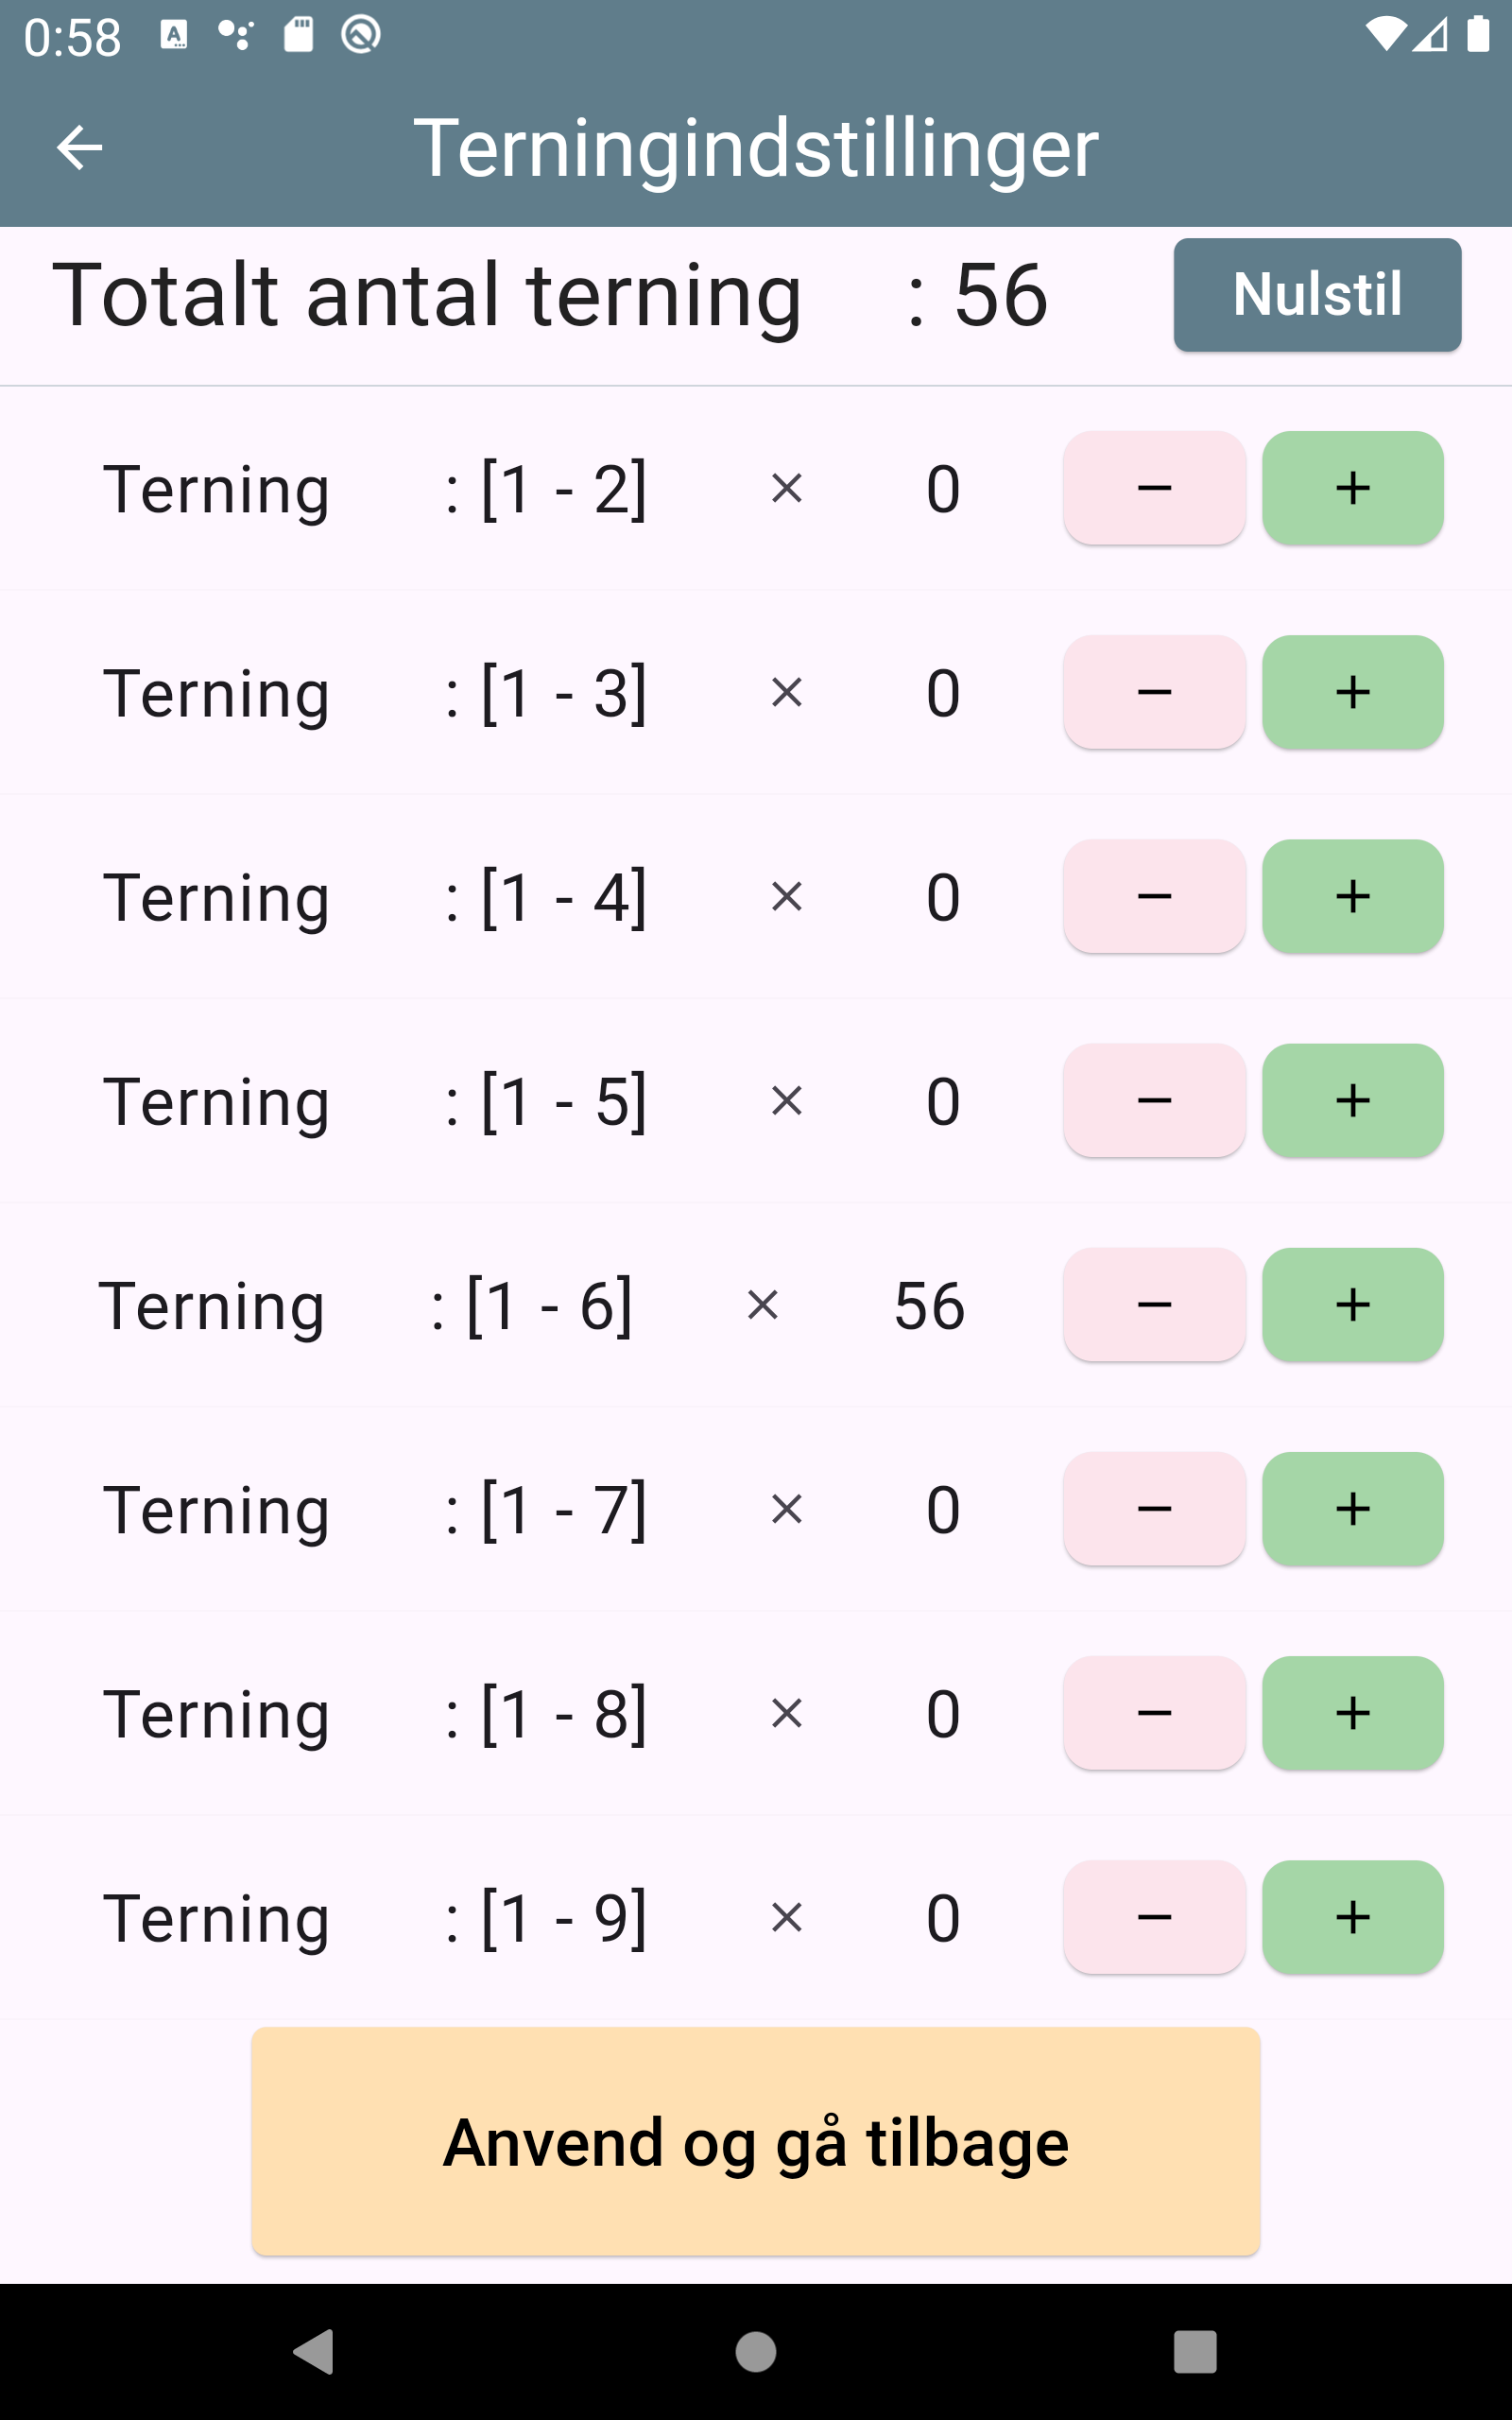 0:58
Terningindstillinger
Totalt antal terning : 56 Nulstil
Terning : [1 - 2] × 0 − +
Terning : [1 - 3] × 0 − +
Terning : [1 - 4] × 0 − +
Terning : [1 - 5] × 0 − +
Terning : [1 - 6] × 56 − +
Terning : [1 - 7] × 0 − +
Terning : [1 - 8] × 0 − +
Terning : [1 - 9] × 0 − +
Anvend og gå tilbage